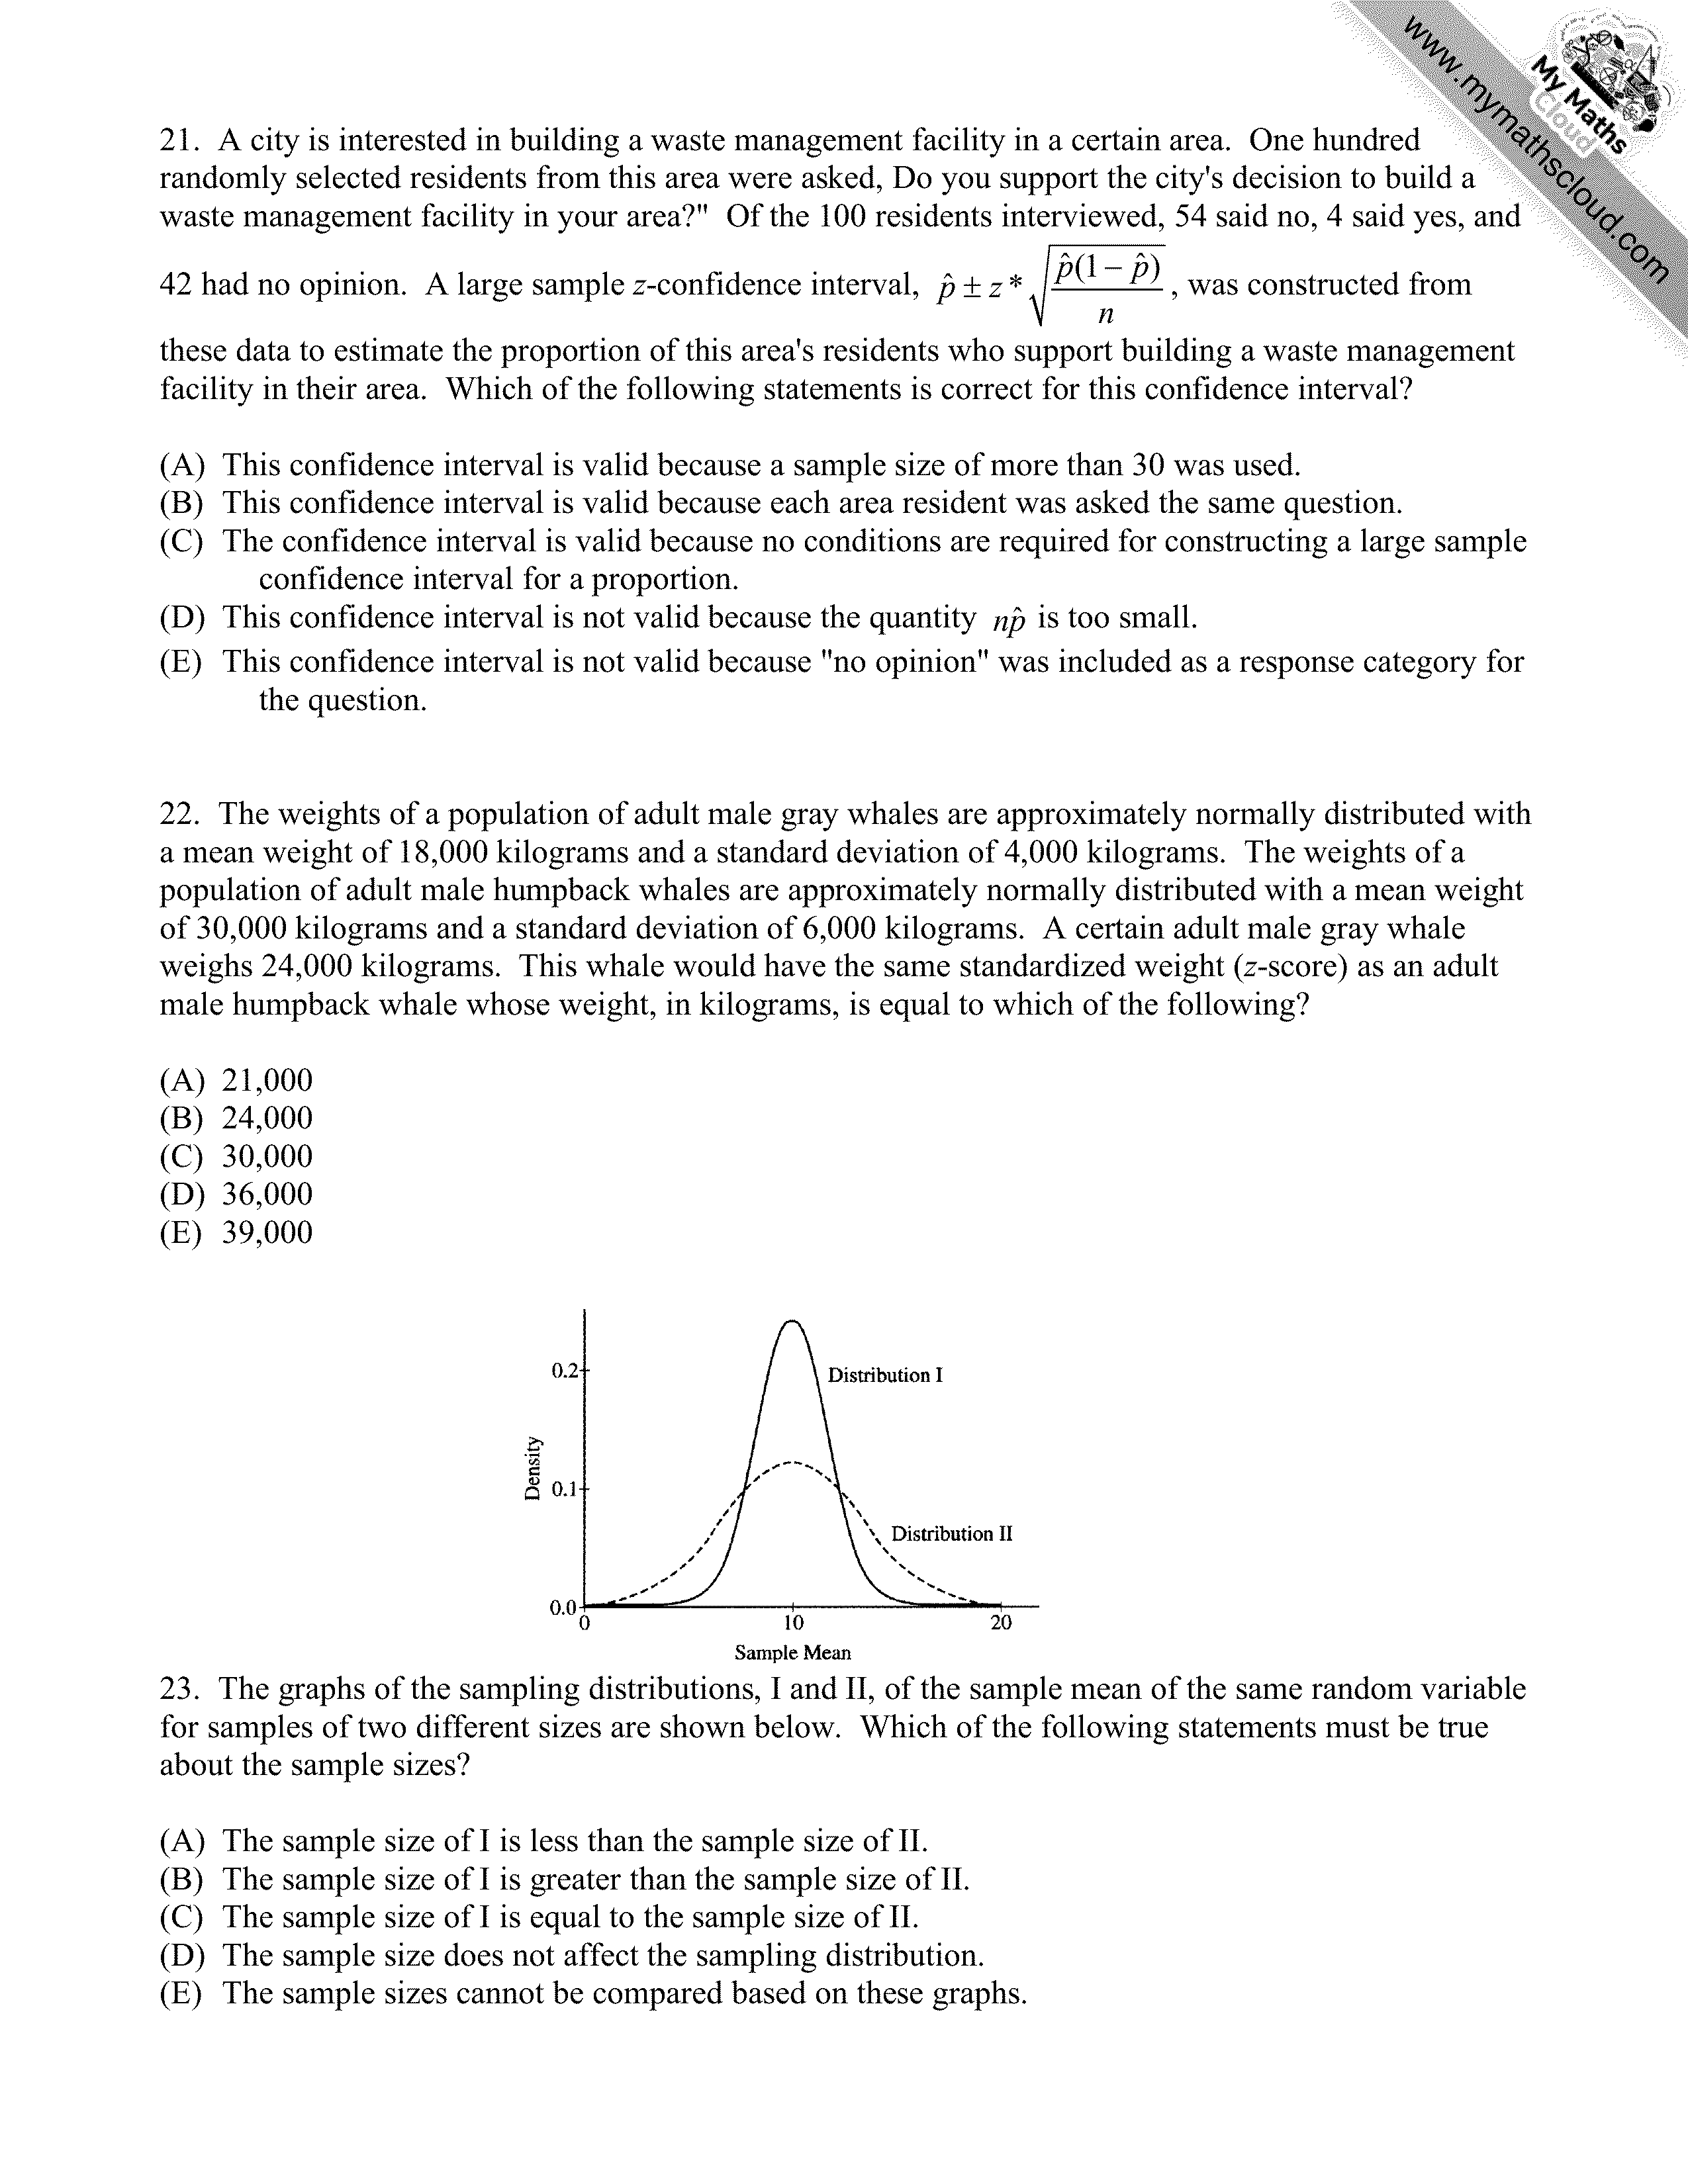 www.mymathscloud.com
My Maths
Cloud
21. A city is interested in building a waste management facility in a certain area. One hundred
randomly selected residents from this area were asked, Do you support the city's decision to build a
waste management facility in your area?" Of the 100 residents interviewed, 54 said no, 4 said yes, and
42 had no opinion. A large sample z-confidence interval, p̂ ± z * √(p̂(1 − p̂)/n), was constructed from
these data to estimate the proportion of this area's residents who support building a waste management
facility in their area. Which of the following statements is correct for this confidence interval?
(A) This confidence interval is valid because a sample size of more than 30 was used.
(B) This confidence interval is valid because each area resident was asked the same question.
(C) The confidence interval is valid because no conditions are required for constructing a large sample
confidence interval for a proportion.
(D) This confidence interval is not valid because the quantity np̂ is too small.
(E) This confidence interval is not valid because "no opinion" was included as a response category for
the question.
22. The weights of a population of adult male gray whales are approximately normally distributed with
a mean weight of 18,000 kilograms and a standard deviation of 4,000 kilograms. The weights of a
population of adult male humpback whales are approximately normally distributed with a mean weight
of 30,000 kilograms and a standard deviation of 6,000 kilograms. A certain adult male gray whale
weighs 24,000 kilograms. This whale would have the same standardized weight (z-score) as an adult
male humpback whale whose weight, in kilograms, is equal to which of the following?
(A) 21,000
(B) 24,000
(C) 30,000
(D) 36,000
(E) 39,000
0.2
Distribution I
Density
0.1
Distribution II
0.0
0 10 20
Sample Mean
23. The graphs of the sampling distributions, I and II, of the sample mean of the same random variable
for samples of two different sizes are shown below. Which of the following statements must be true
about the sample sizes?
(A) The sample size of I is less than the sample size of II.
(B) The sample size of I is greater than the sample size of II.
(C) The sample size of I is equal to the sample size of II.
(D) The sample size does not affect the sampling distribution.
(E) The sample sizes cannot be compared based on these graphs.